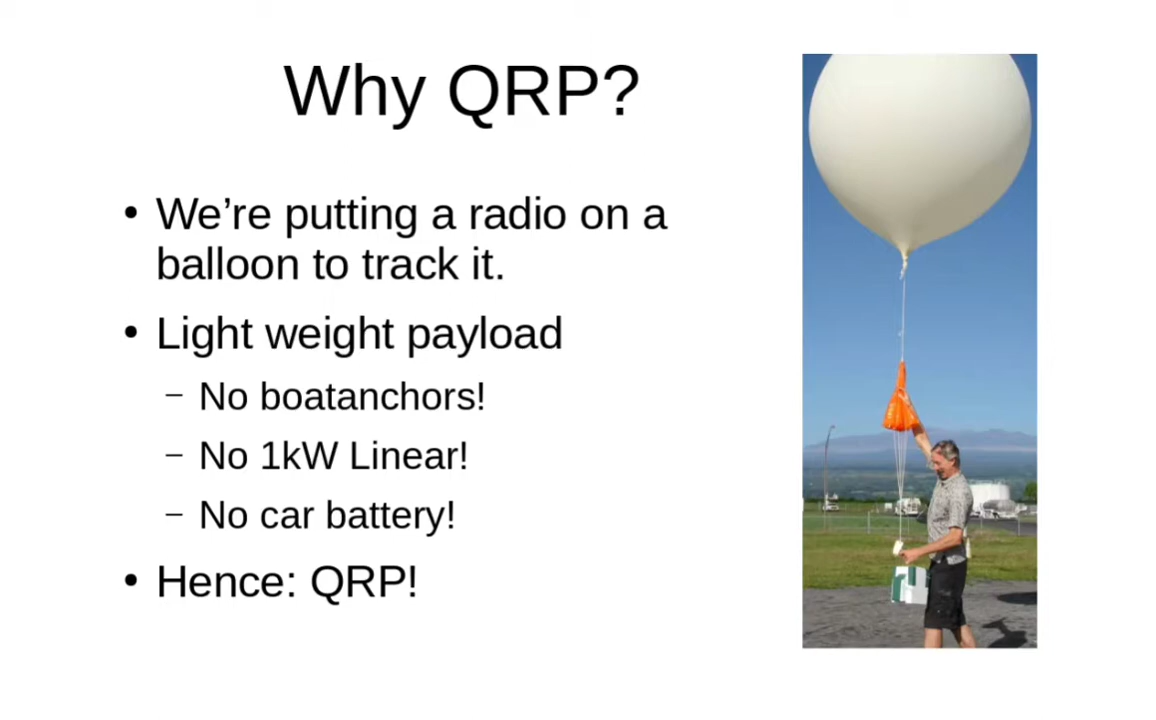 Why QRP?
• We’re putting a radio on a
balloon to track it.
• Light weight payload
– No boatanchors!
– No 1kW Linear!
– No car battery!
• Hence: QRP!